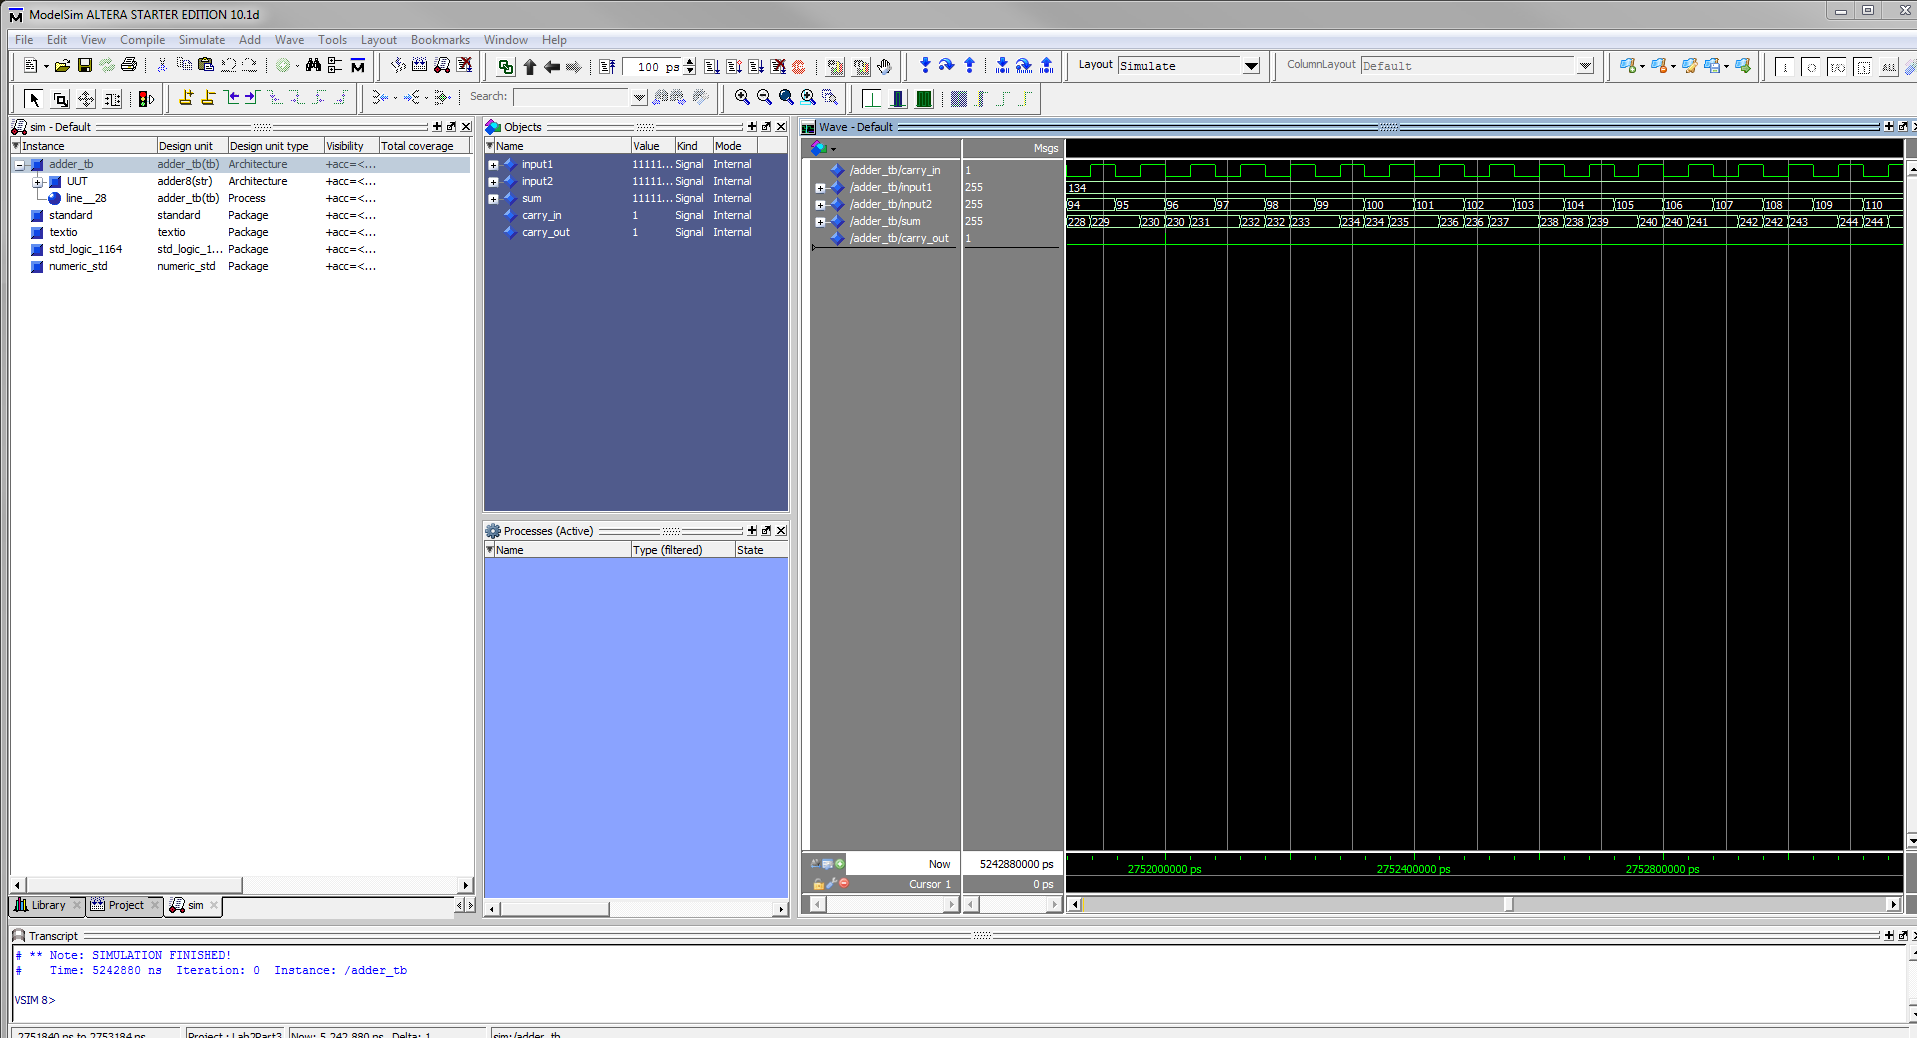 ModelSim ALTERA STARTER EDITION 10.1d
File Edit View Compile Simulate Add Wave Tools Layout Bookmarks Window Help
100 ps
Layout Simulate
ColumnLayout Default
Search:
sim - Default
Instance Design unit Design unit type Visibility Total coverage
adder_tb adder_tb(tb) Architecture +acc=<...
UUT adder8(str) Architecture +acc=<...
line__28 adder_tb(tb) Process +acc=<...
standard standard Package +acc=<...
textio textio Package +acc=<...
std_logic_1164 std_logic_1... Package +acc=<...
numeric_std numeric_std Package +acc=<...
Library Project sim
Objects
Name Value Kind Mode
input1 11111... Signal Internal
input2 11111... Signal Internal
sum 11111... Signal Internal
carry_in 1 Signal Internal
carry_out 1 Signal Internal
Processes (Active)
Name Type (filtered) State
Wave - Default
Msgs
/adder_tb/carry_in 1
/adder_tb/input1 255 134
/adder_tb/input2 255 94 95 96 97 98 99 100 101 102 103 104 105 106 107 108 109 110
/adder_tb/sum 255 228 229 230 230 231 232 232 233 234 234 235 236 236 237 238 238 239 240 240 241 242 242 243 244 244
/adder_tb/carry_out 1
Now 5242880000 ps 2752000000 ps 2752400000 ps 2752800000 ps
Cursor 1 0 ps
Transcript
# ** Note: SIMULATION FINISHED!
# Time: 5242880 ns Iteration: 0 Instance: /adder_tb
VSIM 8>
2751840 ns to 2753184 ns Project : Lab2Part3 Now: 5,242,880 ns Delta: 1 sim:/adder_tb